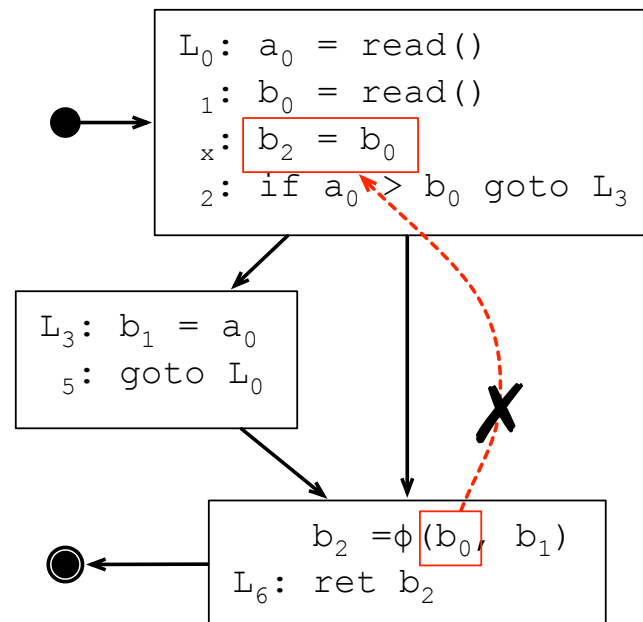 L₀: a₀ = read()
₁: b₀ = read()
ₓ: b₂ = b₀
₂: if a₀ > b₀ goto L₃
L₃: b₁ = a₀
₅: goto L₀
b₂ =ϕ(b₀, b₁)
L₆: ret b₂